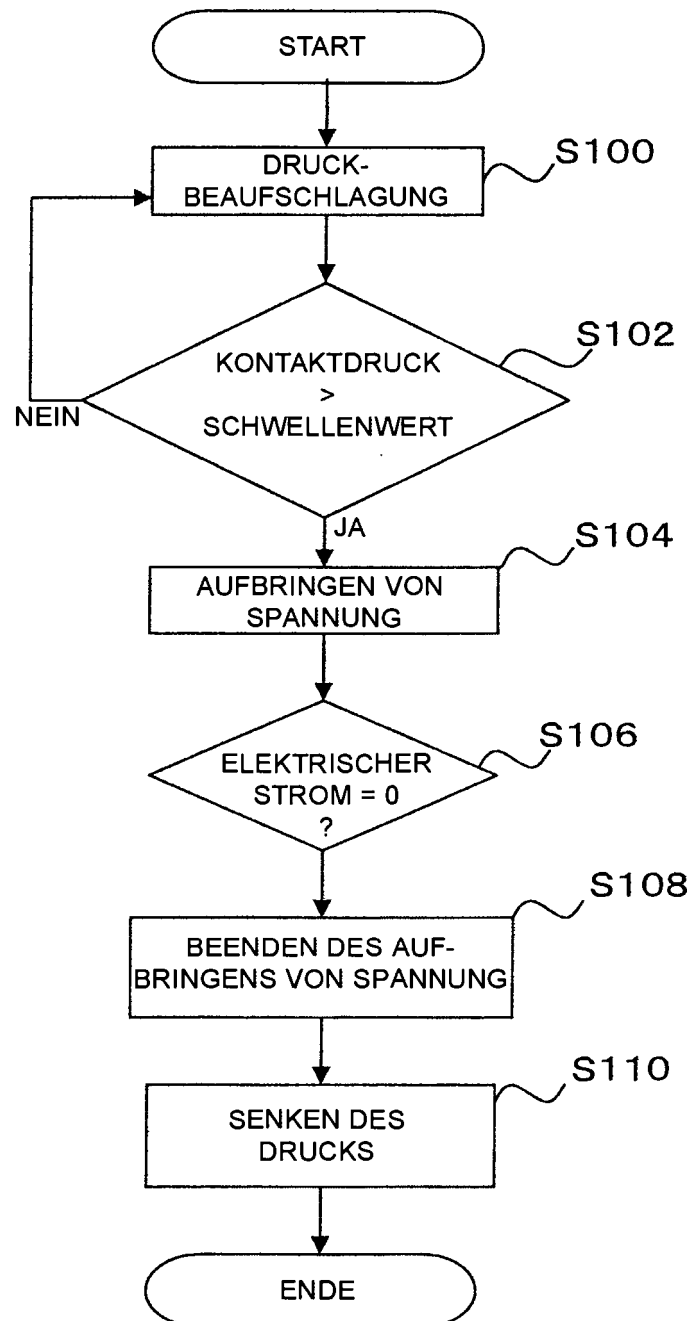 START
S100
DRUCK-
BEAUFSCHLAGUNG
S102
KONTAKTDRUCK
>
SCHWELLENWERT
NEIN
JA
S104
AUFBRINGEN VON
SPANNUNG
S106
ELEKTRISCHER
STROM = 0
?
S108
BEENDEN DES AUF-
BRINGENS VON SPANNUNG
S110
SENKEN DES
DRUCKS
ENDE